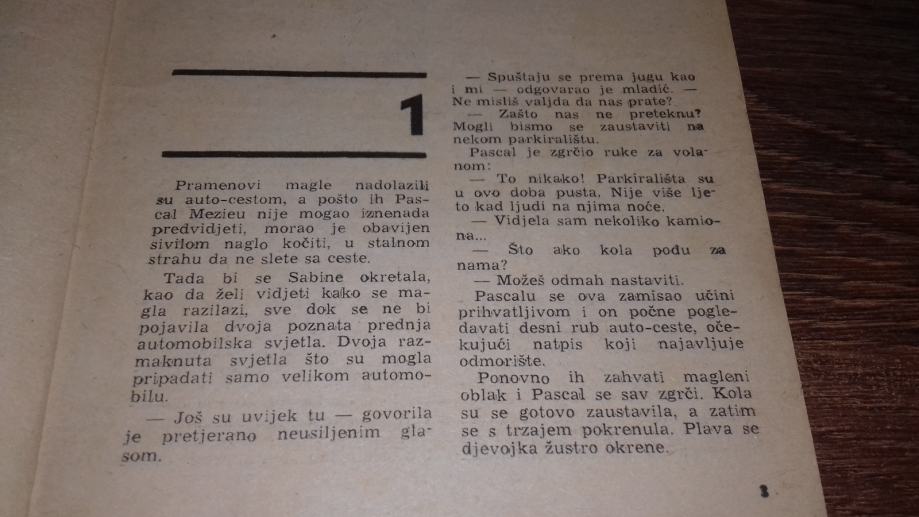 1
Pramenovi magle nadolazili
su auto-cestom, a pošto ih Pas-
cal Mezieu nije mogao iznenada
predvidjeti, morao je obavijen
sivilom naglo kočiti, u stalnom
strahu da ne slete sa ceste.
Tada bi se Sabine okretala,
kao da želi vidjeti kako se ma-
gla razilazi, sve dok se ne bi
pojavila dvoja poznata prednja
automobilska svjetla. Dvoja raz-
maknuta svjetla što su mogla
pripadati samo velikom automo-
bilu.
— Još su uvijek tu — govorila
je pretjerano neusiljenim gla-
som.
— Spuštaju se prema jugu kao
i mi — odgovarao je mladić. —
Ne misliš valjda da nas prate?
— Zašto nas ne preteknu?
Mogli bismo se zaustaviti na
nekom parkiralištu.
Pascal je zgrčio ruke za vola-
nom:
— To nikako! Parkirališta su
u ovo doba pusta. Nije više lje-
to kad ljudi na njima noće.
— Vidjela sam nekoliko kamio-
na...
— Što ako kola pođu za
nama?
— Možeš odmah nastaviti.
Pascalu se ova zamisao učini
prihvatljivom i on počne pogle-
davati desni rub auto-ceste, oče-
kujući natpis koji najavljuje
odmorište.
Ponovno ih zahvati magleni
oblak i Pascal se sav zgrči. Kola
su se gotovo zaustavila, a zatim
se s trzajem pokrenula. Plava se
djevojka žustro okrene.
3